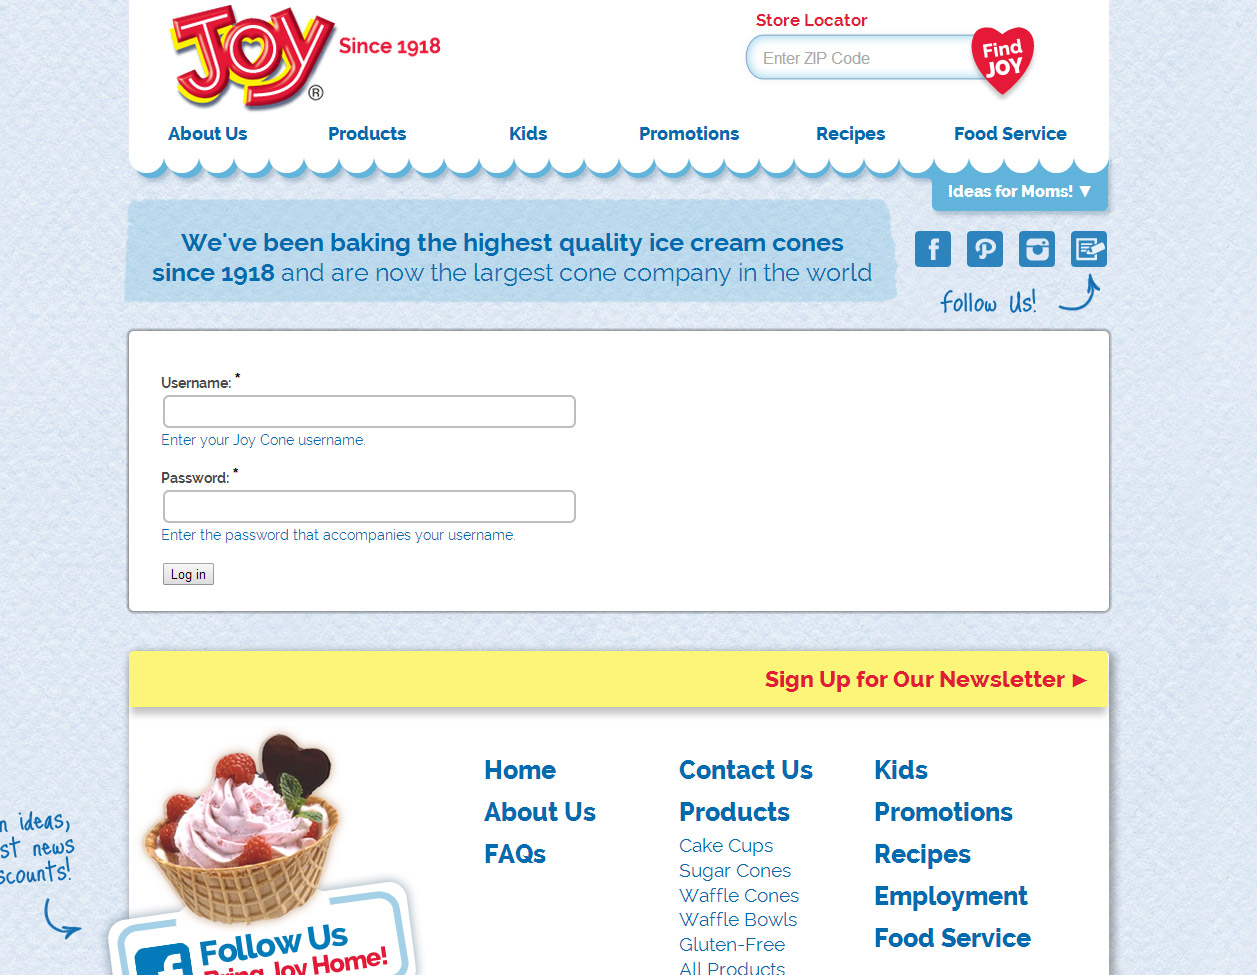 Joy®
Since 1918
Store Locator
Enter ZIP Code
Find
JOY
About Us
Products
Kids
Promotions
Recipes
Food Service
Ideas for Moms! ▼
We've been baking the highest quality ice cream cones
since 1918 and are now the largest cone company in the world
follow Us!
Username: *
Enter your Joy Cone username.
Password: *
Enter the password that accompanies your username.
Log in
Sign Up for Our Newsletter ►
Home
About Us
FAQs
Contact Us
Products
Cake Cups
Sugar Cones
Waffle Cones
Waffle Bowls
Gluten-Free
All Products
Kids
Promotions
Recipes
Employment
Food Service
ideas,
news
Follow Us
Bring Joy Home!